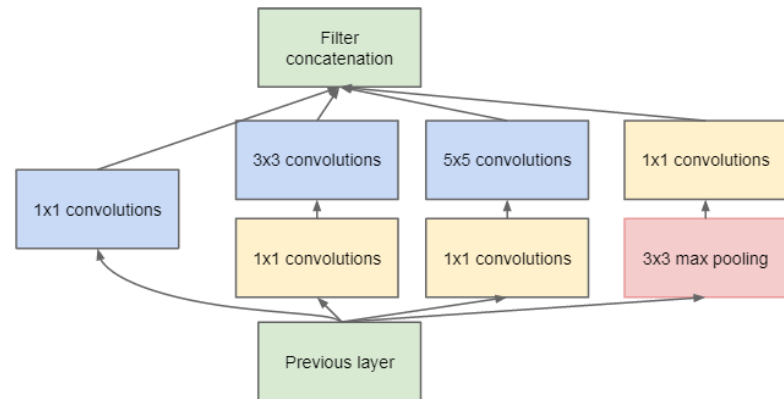 Filter
concatenation
3x3 convolutions
5x5 convolutions
1x1 convolutions
1x1 convolutions
1x1 convolutions
1x1 convolutions
3x3 max pooling
Previous layer